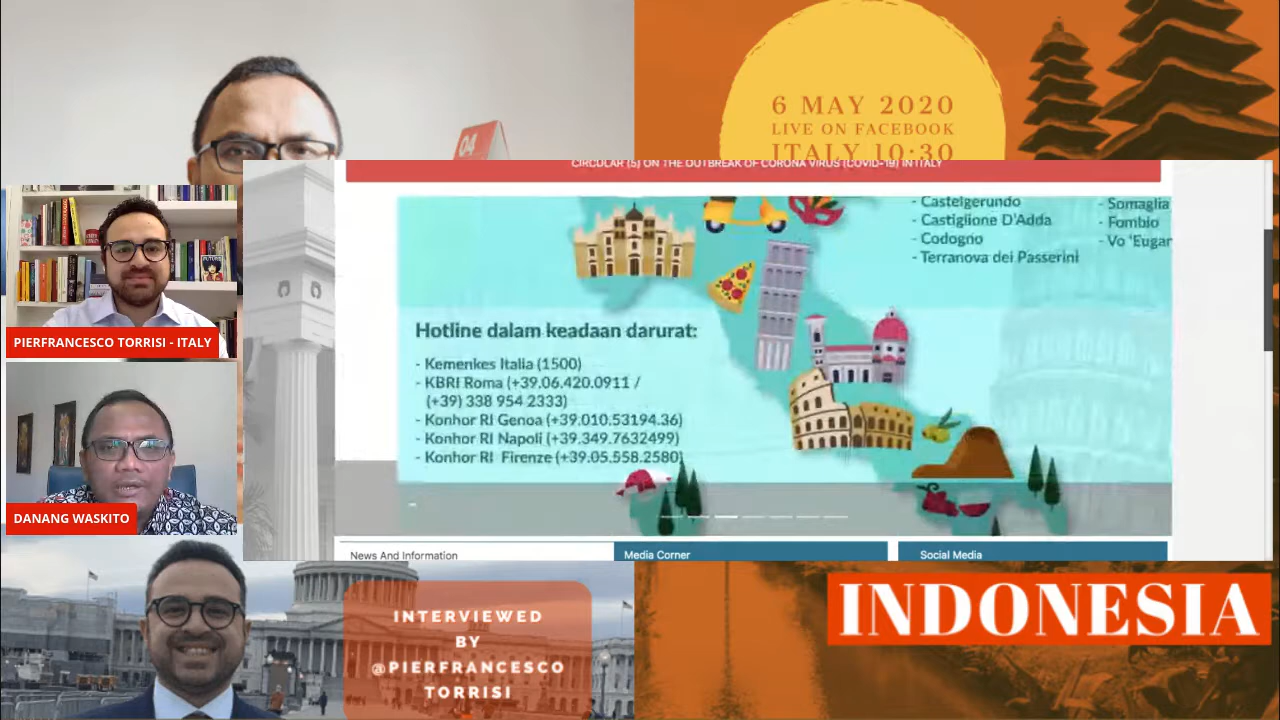 04
6 MAY 2020
LIVE ON FACEBOOK
ITALY 10:30
CIRCULAR (5) ON THE OUTBREAK OF CORONA VIRUS (COVID-19) IN ITALY
- Castelgerundo
- Castiglione D'Adda
- Codogno
- Terranova dei Passerini
- Somaglia
- Fombio
- Vo 'Eugan
FUTURE
PIERFRANCESCO TORRISI - ITALY
Hotline dalam keadaan darurat:
- Kemenkes Italia (1500)
- KBRI Roma (+39.06.420.0911 /
(+39) 338 954 2333)
- Konhor RI Genoa (+39.010.53194.36)
- Konhor RI Napoli (+39.349.7632499)
- Konhor RI Firenze (+39.05.558.2580)
DANANG WASKITO
News And Information
Media Corner
Social Media
INTERVIEWED
BY
@PIERFRANCESCO
TORRISI
INDONESIA